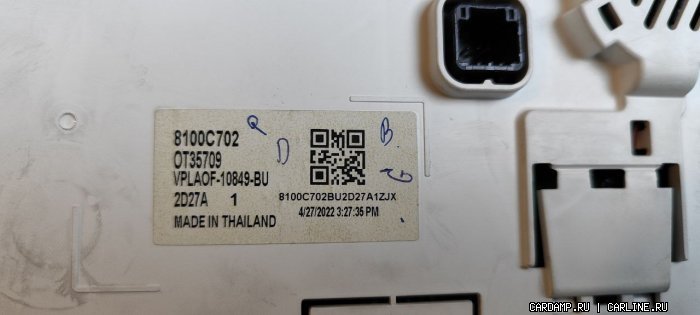 8100C702
OT35709
VPLAOF-10849-BU
2D27A 1
MADE IN THAILAND
D
B
8100C702BU2D27A1ZJX
4/27/2022 3:27:36 PM
CARDAMP.RU | CARLINE.RU